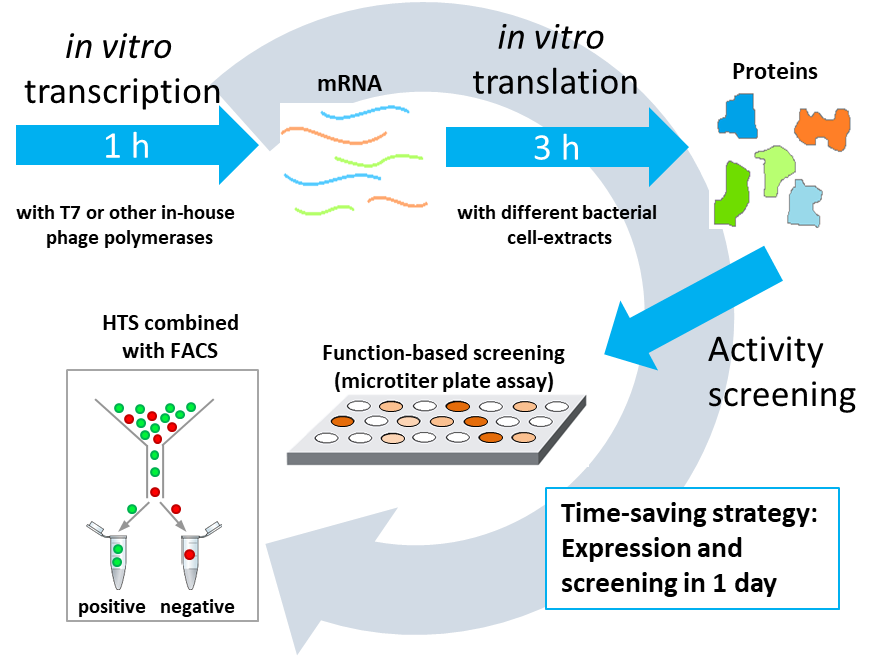 in vitro
transcription
1 h
with T7 or other in-house
phage polymerases
mRNA
in vitro
translation
3 h
with different bacterial
cell-extracts
Proteins
Activity
screening
Function-based screening
(microtiter plate assay)
HTS combined
with FACS
positive negative
Time-saving strategy:
Expression and
screening in 1 day